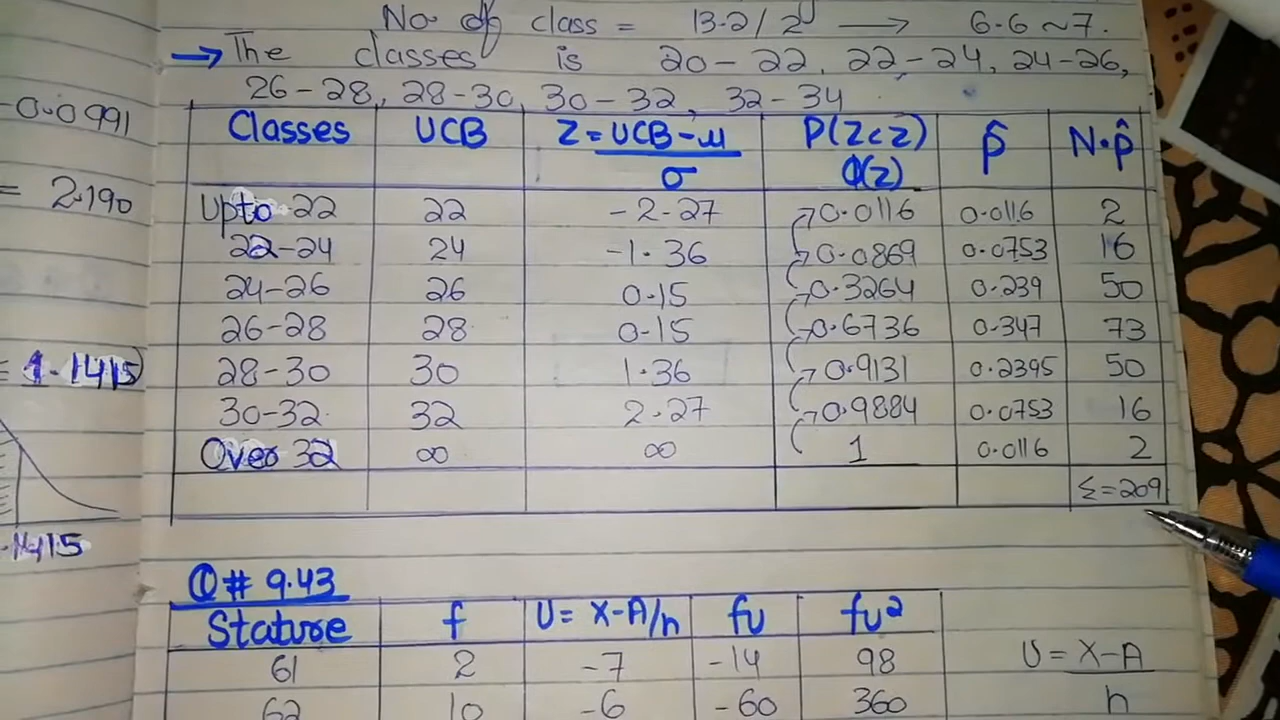 No. of class = 13.2/2 → 6.6 ~ 7.
→ The classes is 20-22, 22-24, 24-26,
26-28, 28-30, 30-32, 32-34
-0.0991
= 2.190
1.1415
Classes UCB Z = UCB-μ/σ P(Z<z) Φ(z) p̂ N.p̂
Upto 22 22 -2.27 0.0116 0.0116 2
22-24 24 -1.36 0.0869 0.0753 16
24-26 26 0.15 0.3264 0.239 50
26-28 28 0.15 0.6736 0.347 73
28-30 30 1.36 0.9131 0.2395 50
30-32 32 2.27 0.9884 0.0753 16
Over 32 ∞ ∞ 1 0.0116 2
Σ=209
Q# 9.43
Stature f U= X-A/h fU fU²
61 2 -7 -14 98
62 10 -6 -60 360
U = X-A
h